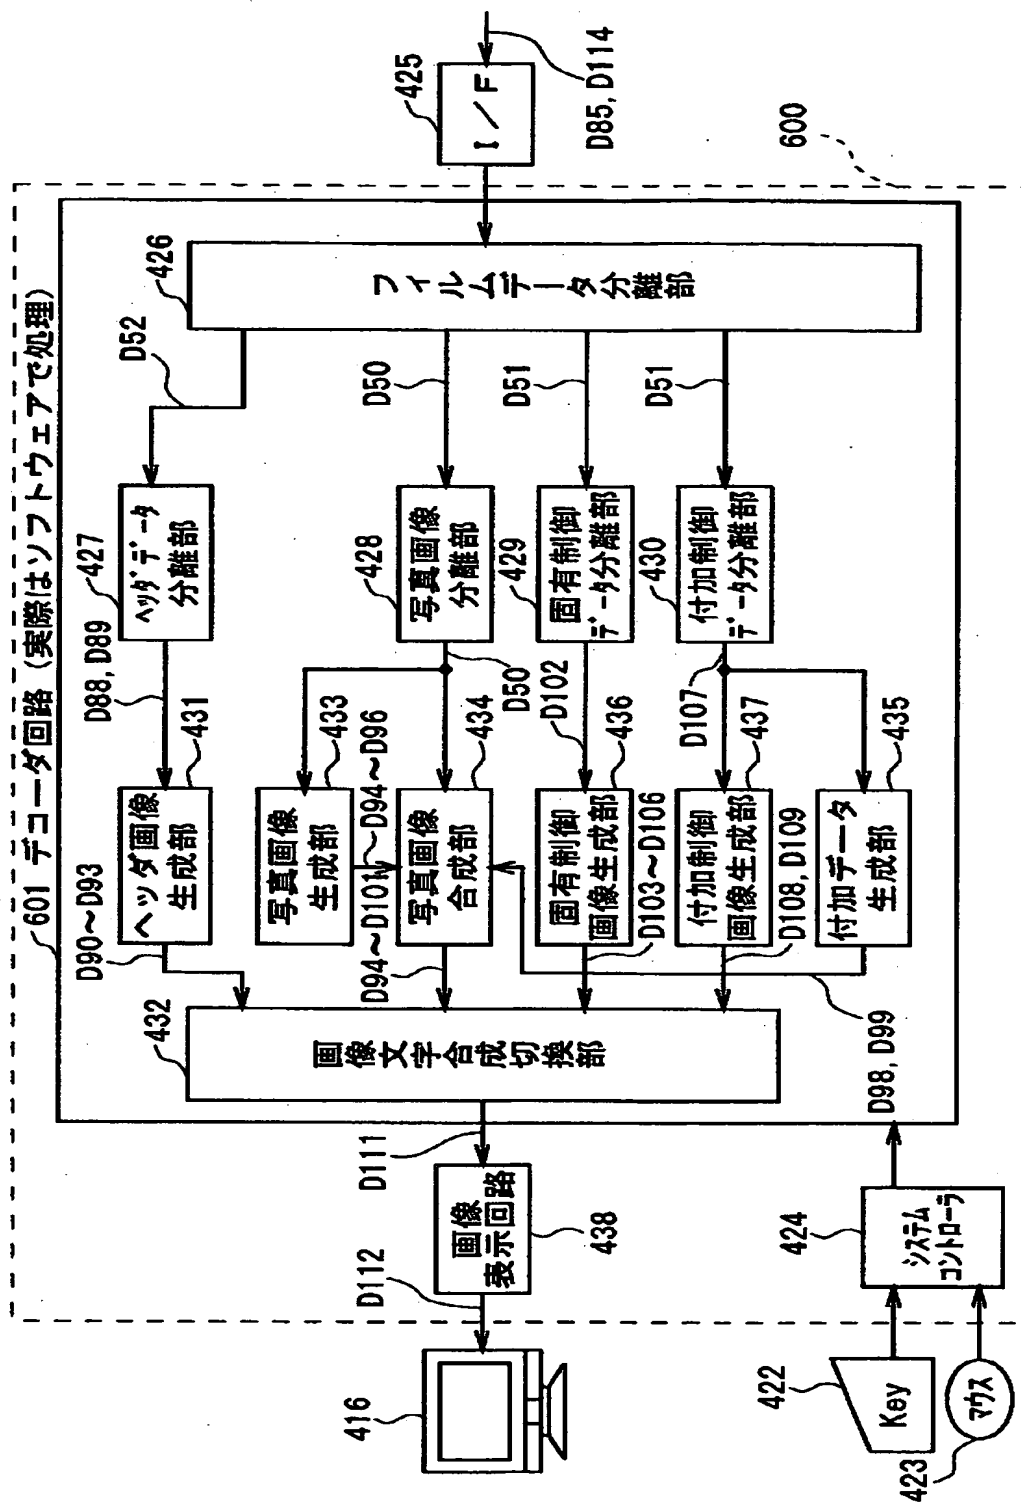 601 デコーダ回路(実際はソフトウェアで処理)
600
D85, D114
425
I/F
426
フィルムデータ分離部
D52
D50
D51
D51
427
ヘッダデータ
分離部
428
写真画像
分離部
429
固有制御
データ分離部
430
付加制御
データ分離部
D88, D89
D50
D102
D107
431
ヘッダ画像
生成部
433
写真画像
生成部
D94〜D101
D94〜D96
434
写真画像
合成部
436
固有制御
画像生成部
437
付加制御
画像生成部
435
付加データ
生成部
D90〜D93
D94〜D101
D103〜D106
D108, D109
D98, D99
432
画像文字合成切換部
D111
438
画像
表示回路
D112
416
424
システム
コントローラ
422
Key
423
マウス